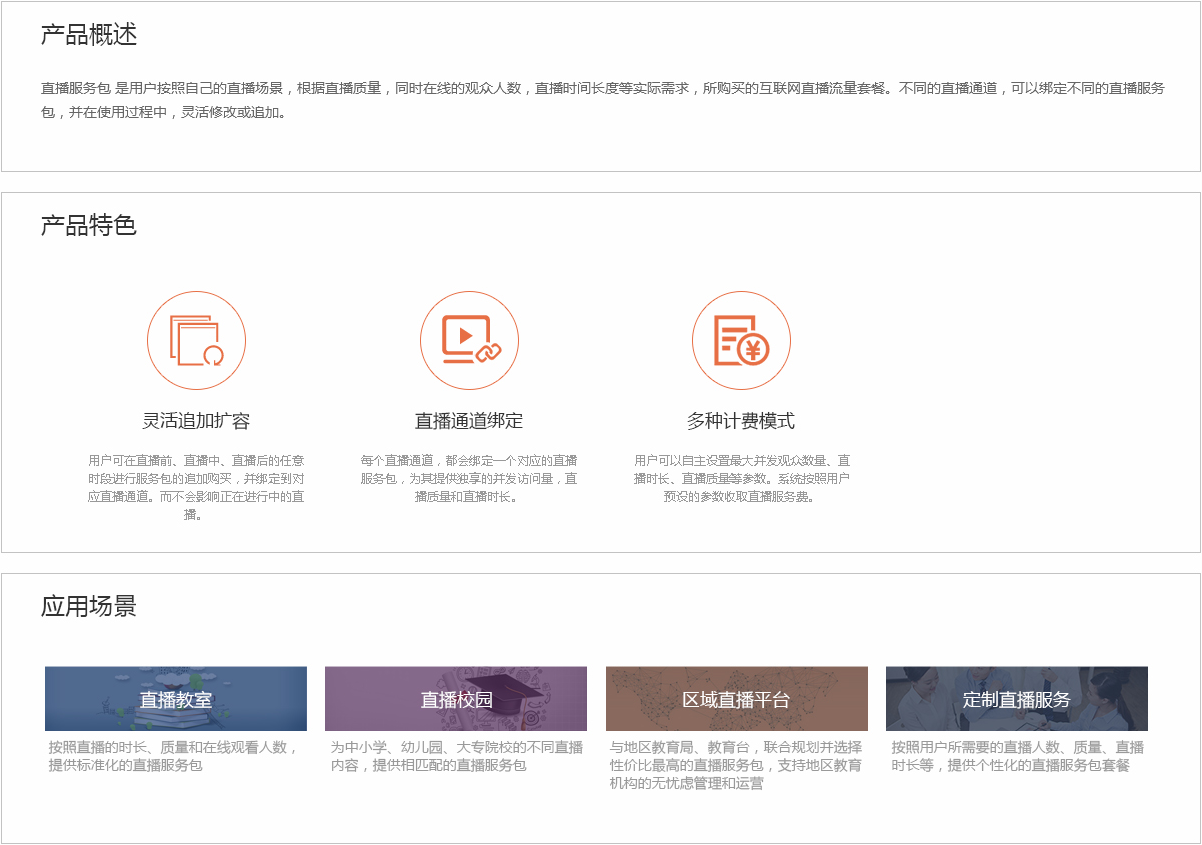 产品概述
直播服务包 是用户按照自己的直播场景，根据直播质量，同时在线的观众人数，直播时间长度等实际需求，所购买的互联网直播流量套餐。不同的直播通道，可以绑定不同的直播服务
包，并在使用过程中，灵活修改或追加。
产品特色
灵活追加扩容
用户可在直播前、直播中、直播后的任意
时段进行服务包的追加购买，并绑定到对
应直播通道。而不会影响正在进行中的直
播。
直播通道绑定
每个直播通道，都会绑定一个对应的直播
服务包，为其提供独享的并发访问量，直
播质量和直播时长。
多种计费模式
用户可以自主设置最大并发观众数量、直
播时长、直播质量等参数。系统按照用户
预设的参数收取直播服务费。
应用场景
直播教室
按照直播的时长、质量和在线观看人数，
提供标准化的直播服务包
直播校园
为中小学、幼儿园、大专院校的不同直播
内容，提供相匹配的直播服务包
区域直播平台
与地区教育局、教育台，联合规划并选择
性价比最高的直播服务包，支持地区教育
机构的无忧虑管理和运营
定制直播服务
按照用户所需要的直播人数、质量、直播
时长等，提供个性化的直播服务包套餐